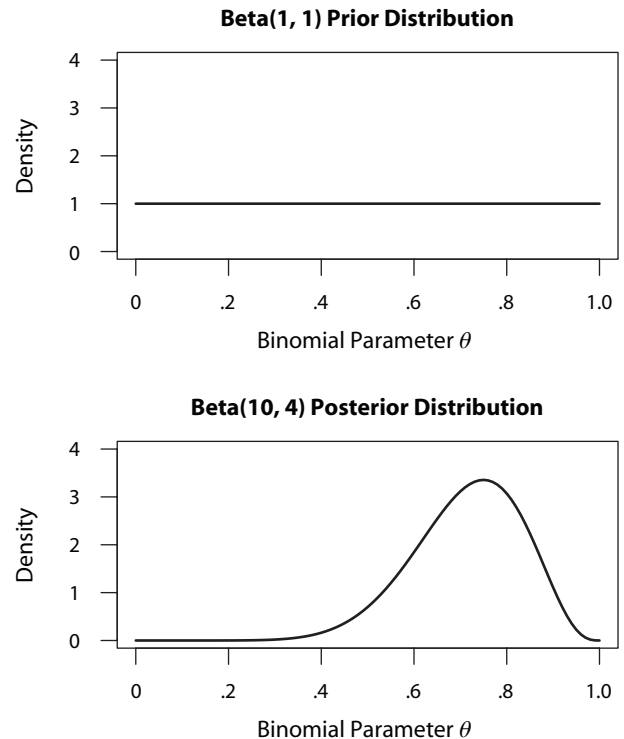 Beta(1, 1) Prior Distribution
4
3
2
1
0
Density
0 .2 .4 .6 .8 1.0
Binomial Parameter θ
Beta(10, 4) Posterior Distribution
4
3
2
1
0
Density
0 .2 .4 .6 .8 1.0
Binomial Parameter θ